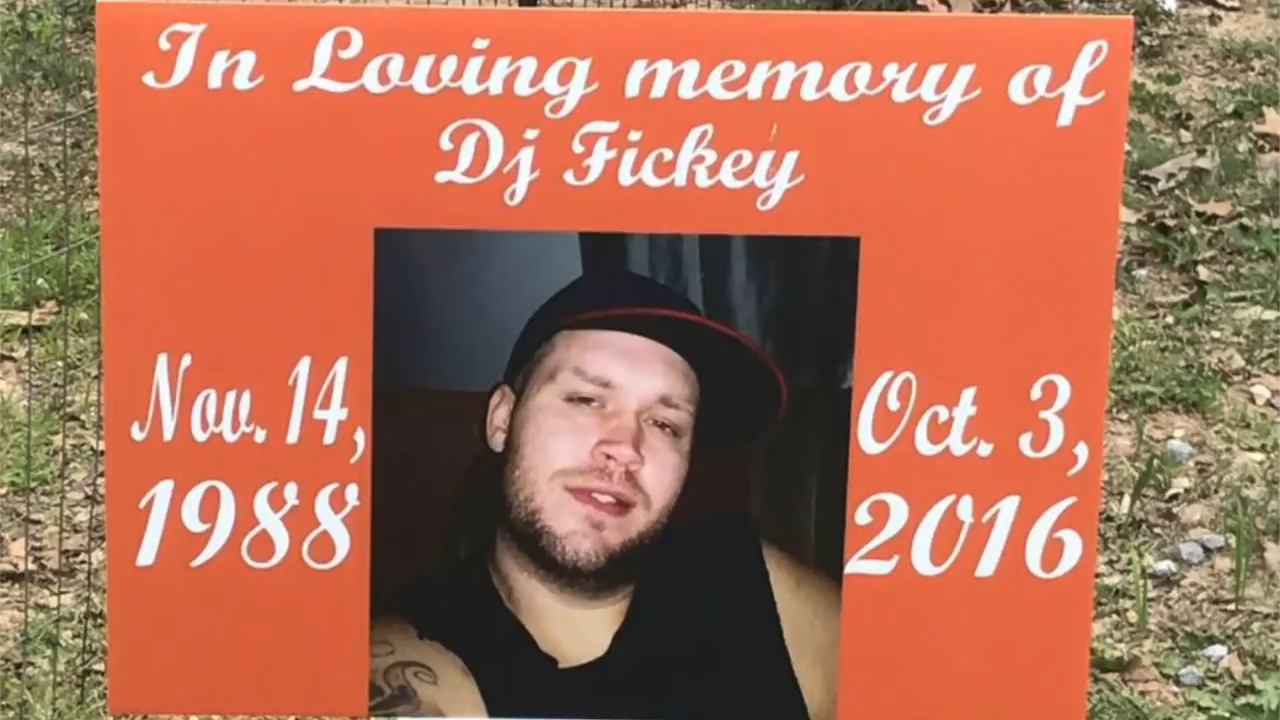 In Loving memory of
Dj Fickey
Nov. 14,
1988
Oct. 3,
2016